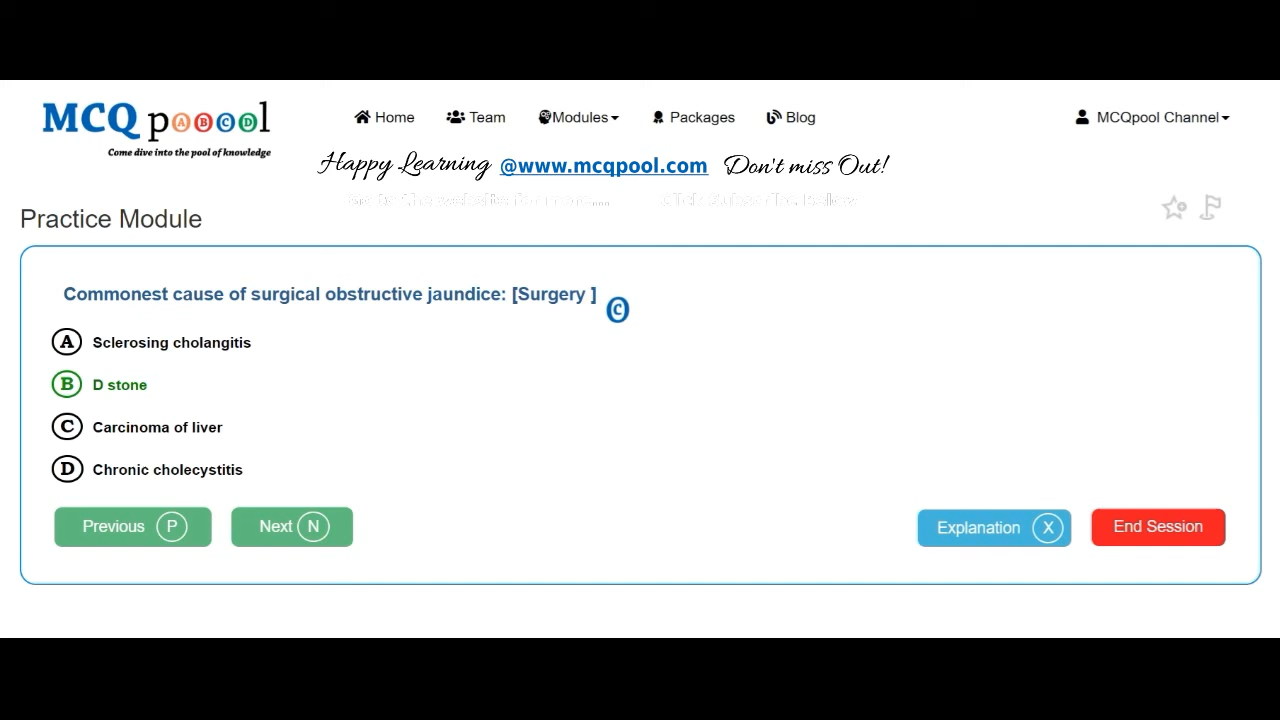 MCQ pooool
A B C D
Come dive into the pool of knowledge
Home Team Modules Packages Blog MCQpool Channel
Happy Learning @www.mcqpool.com Don't miss Out!
Practice Module
Commonest cause of surgical obstructive jaundice: [Surgery ]
C
A Sclerosing cholangitis
B D stone
C Carcinoma of liver
D Chronic cholecystitis
Previous P Next N Explanation X End Session